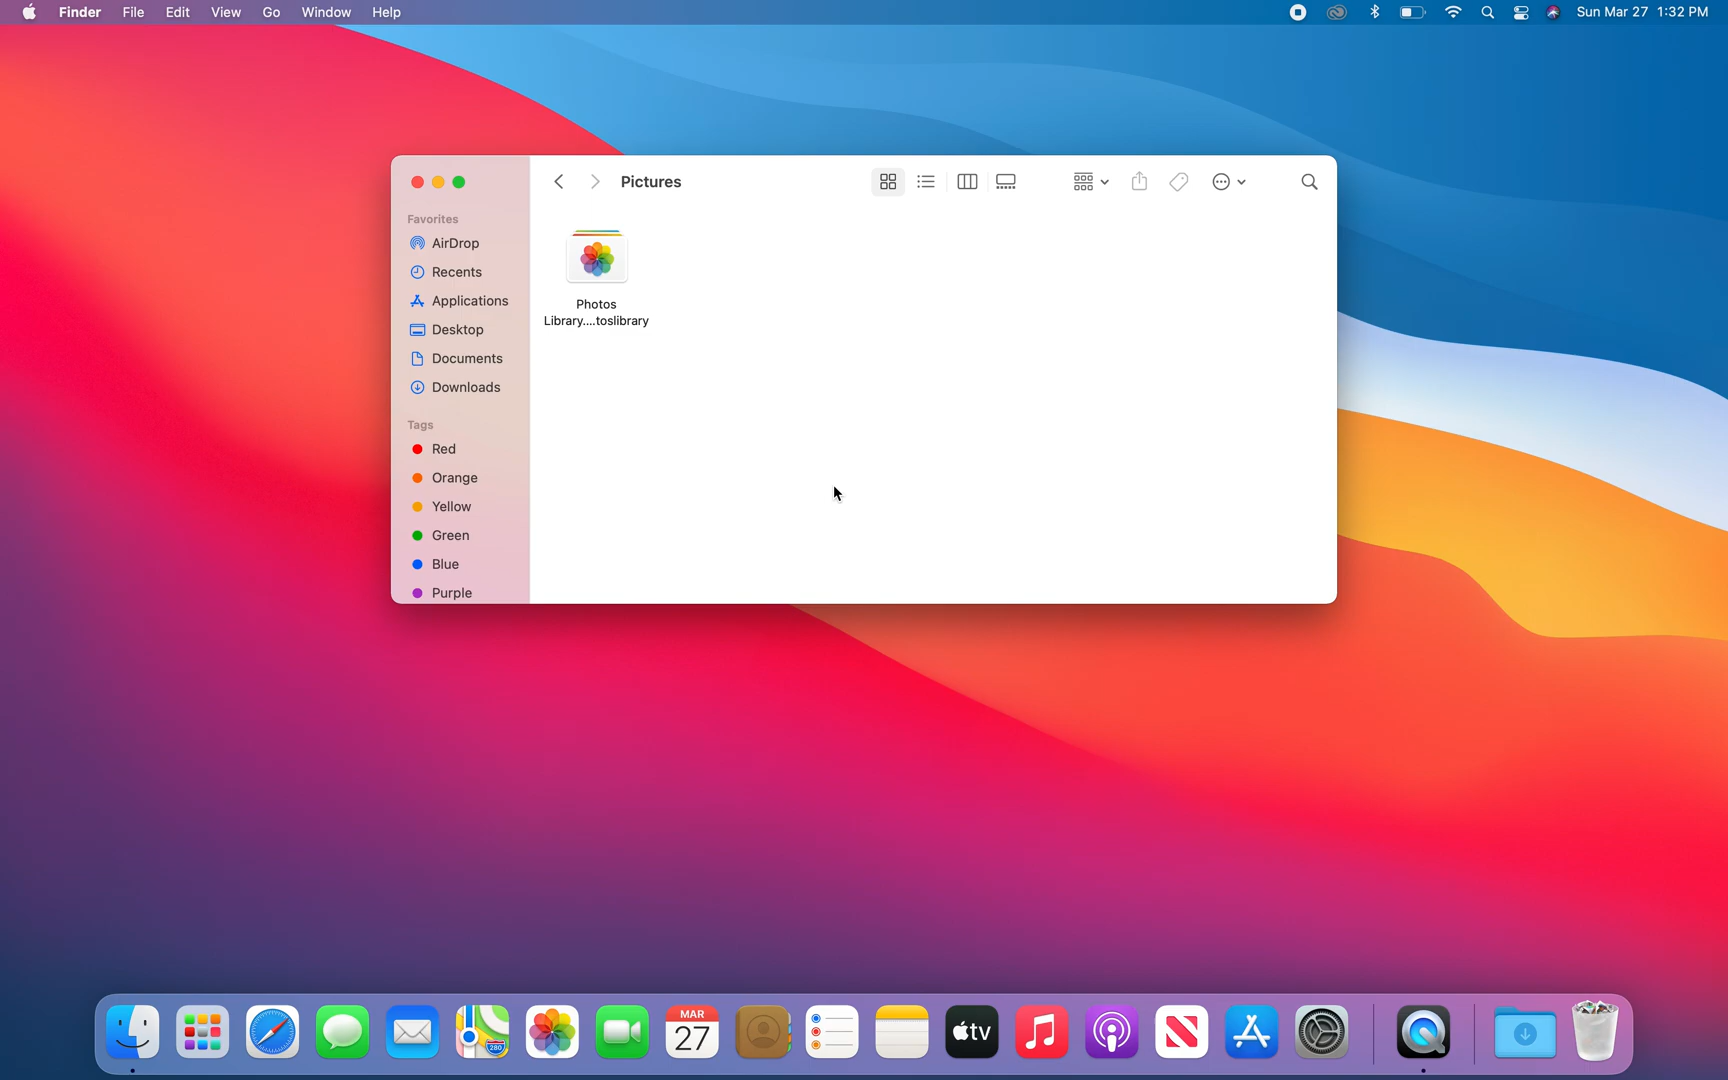 Finder File Edit View Go Window Help Sun Mar 27 1:32 PM
Pictures
Favorites
AirDrop
Recents
Applications
Desktop
Documents
Downloads
Tags
Red
Orange
Yellow
Green
Blue
Purple
Photos
Library....toslibrary
280
MAR
27
tv